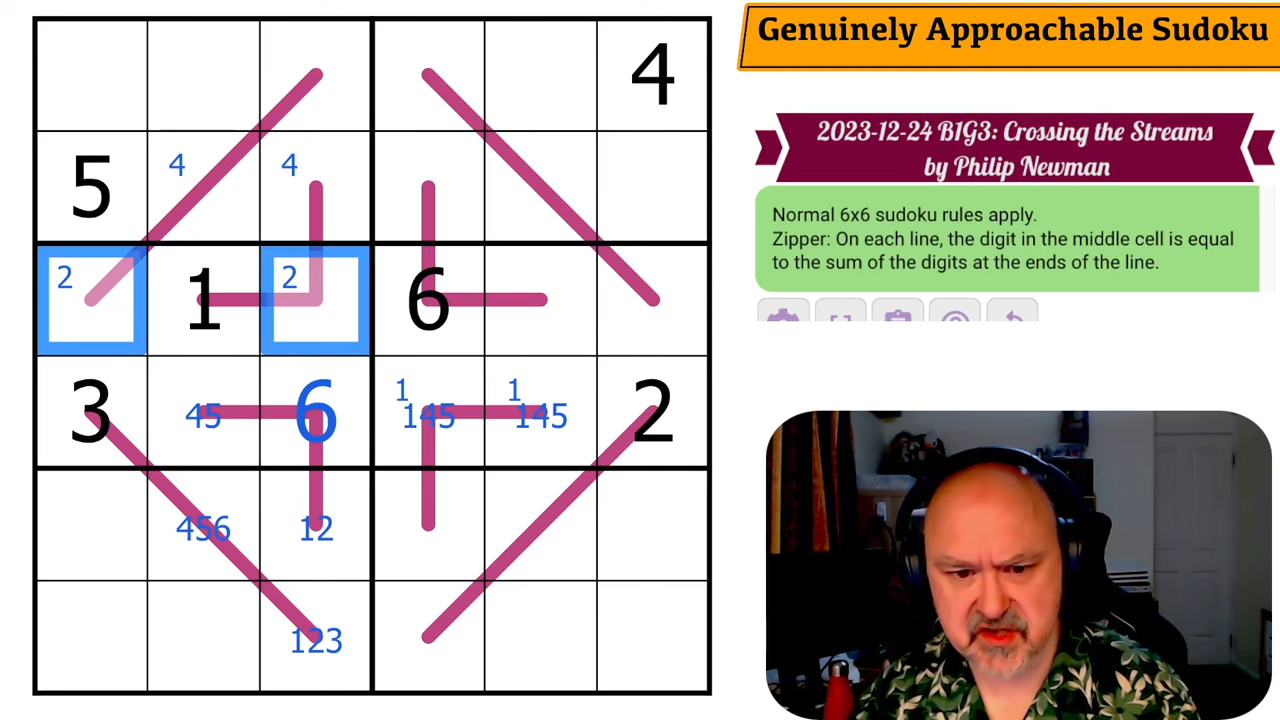 Genuinely Approachable Sudoku
2023-12-24 B1G3: Crossing the Streams
by Philip Newman
Normal 6x6 sudoku rules apply.
Zipper: On each line, the digit in the middle cell is equal
to the sum of the digits at the ends of the line.
4
5 4 4
2 1 2 6
3 45 6 1 145 1 145 2
456 12
123